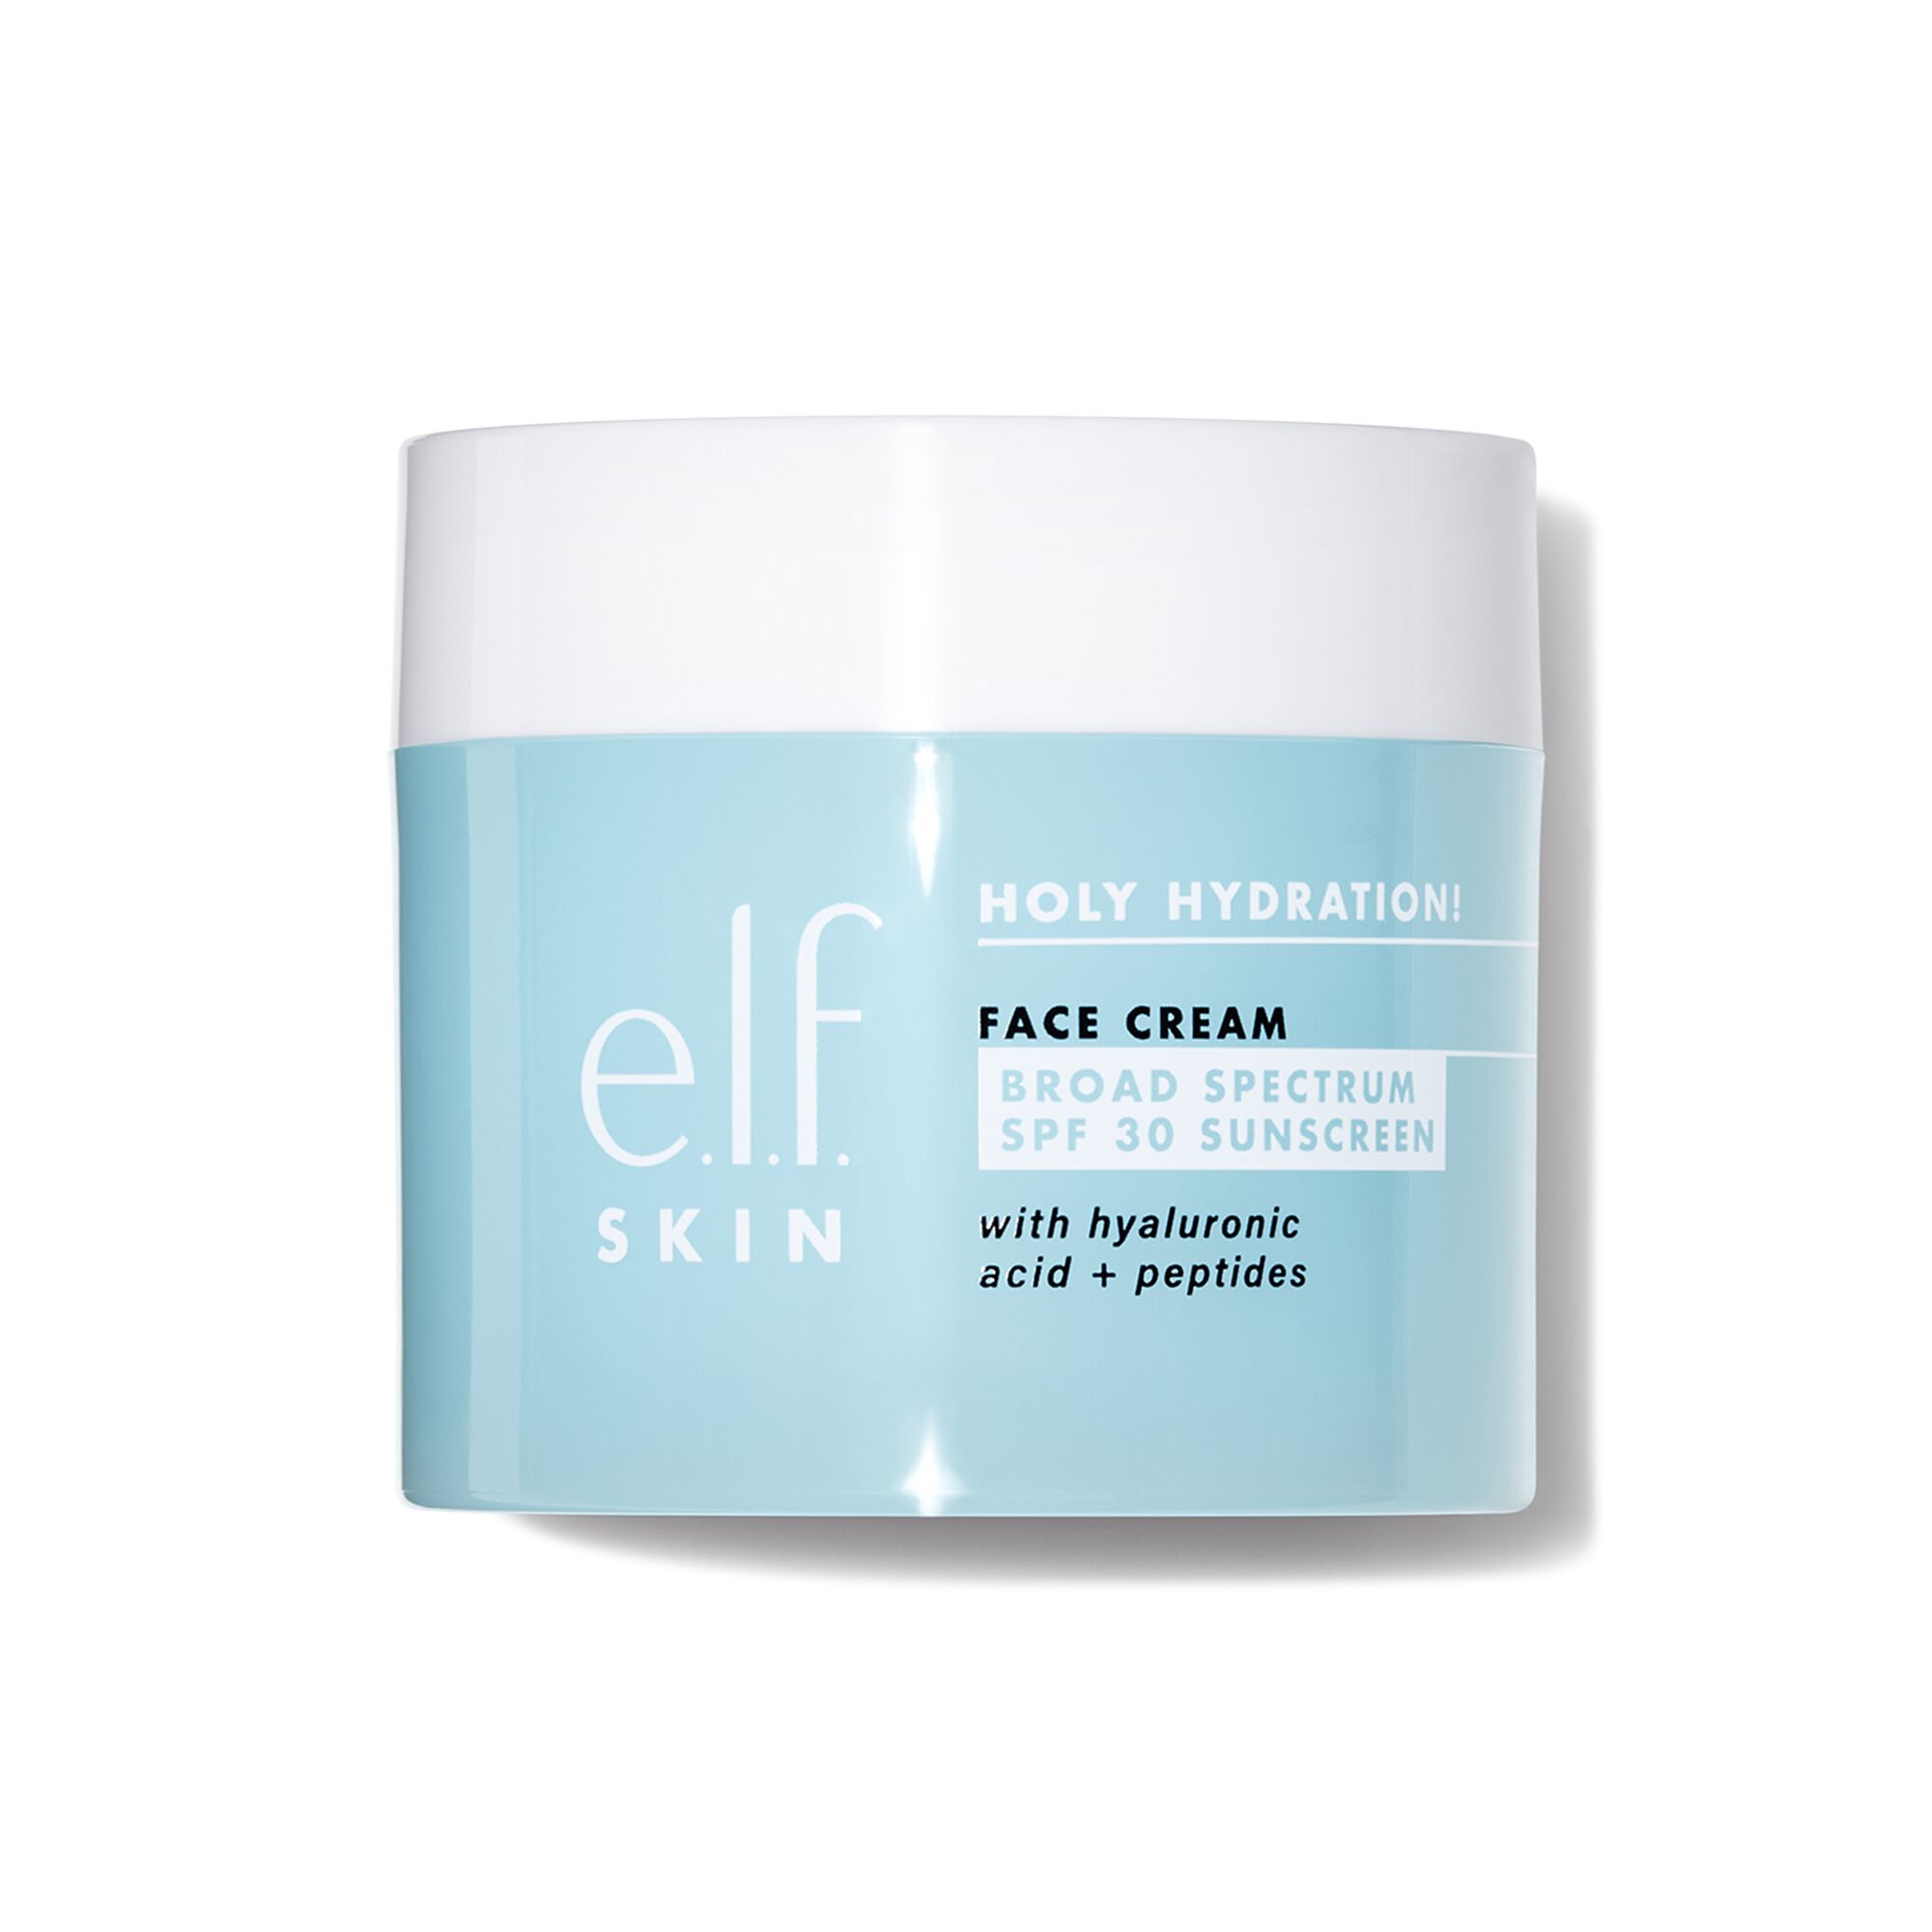 e.l.f.
SKIN
HOLY HYDRATION!
FACE CREAM
BROAD SPECTRUM
SPF 30 SUNSCREEN
with hyaluronic
acid + peptides